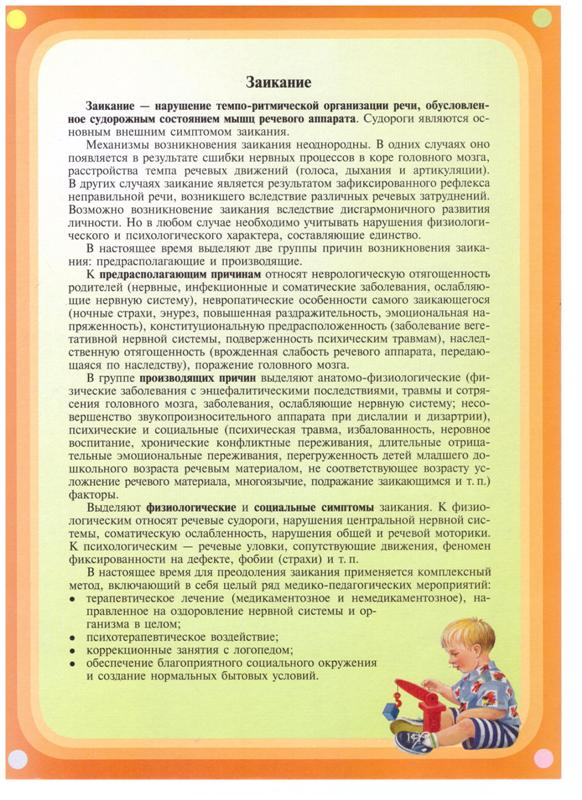 Заикание
Заикание — нарушение темпо-ритмической организации речи, обусловлен-
ное судорожным состоянием мышц речевого аппарата. Судороги являются ос-
новным внешним симптомом заикания.
Механизмы возникновения заикания неоднородны. В одних случаях оно
появляется в результате сшибки нервных процессов в коре головного мозга,
расстройства темпа речевых движений (голоса, дыхания и артикуляции).
В других случаях заикание является результатом зафиксированного рефлекса
неправильной речи, возникшего вследствие различных речевых затруднений.
Возможно возникновение заикания вследствие дисгармоничного развития
личности. Но в любом случае необходимо учитывать нарушения физиологиче-
ского и психологического характера, составляющие единство.
В настоящее время выделяют две группы причин возникновения заика-
ния: предрасполагающие и производящие.
К предрасполагающим причинам относят неврологическую отягощенность
родителей (нервные, инфекционные и соматические заболевания, ослабляю-
щие нервную систему), невропатические особенности самого заикающегося
(ночные страхи, энурез, повышенная раздражительность, эмоциональная на-
пряженность), конституциональную предрасположенность (заболевание веге-
тативной нервной системы, подверженность психическим травмам), наслед-
ственную отягощенность (врожденная слабость речевого аппарата, передаю-
щаяся по наследству), поражение головного мозга.
В группе производящих причин выделяют анатомо-физиологические (фи-
зические заболевания с энцефалитическими последствиями, травмы и сотря-
сения головного мозга, заболевания, ослабляющие нервную систему; несо-
вершенство звукопроизносительного аппарата при дислалии и дизартрии),
психические и социальные (психическая травма, избалованность, неровное
воспитание, хронические конфликтные переживания, длительные отрица-
тельные эмоциональные переживания, перегруженность детей младшего до-
школьного возраста речевым материалом, не соответствующее возрасту ус-
ложнение речевого материала, многоязычие, подражание заикающимся и т. п.)
факторы.
Выделяют физиологические и социальные симптомы заикания. К физио-
логическим относят речевые судороги, нарушения центральной нервной сис-
темы, соматическую ослабленность, нарушения общей и речевой моторики.
К психологическим — речевые уловки, сопутствующие движения, феномен
фиксированности на дефекте, фобии (страхи) и т. п.
В настоящее время для преодоления заикания применяется комплексный
метод, включающий в себя целый ряд медико-педагогических мероприятий:
• терапевтическое лечение (медикаментозное и немедикаментозное), на-
правленное на оздоровление нервной системы и ор-
ганизма в целом;
• психотерапевтическое воздействие;
• коррекционные занятия с логопедом;
• обеспечение благоприятного социального окружения
и создание нормальных бытовых условий.